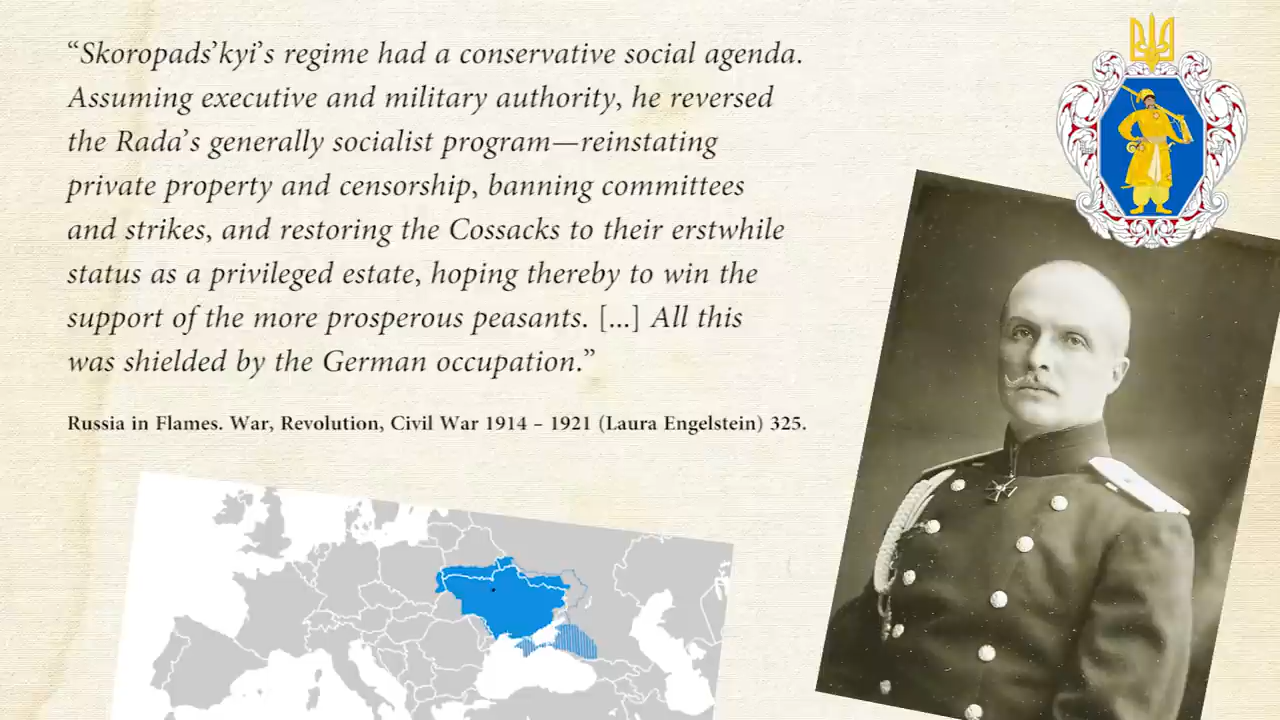 “Skoropads’kyi’s regime had a conservative social agenda.
Assuming executive and military authority, he reversed
the Rada’s generally socialist program—reinstating
private property and censorship, banning committees
and strikes, and restoring the Cossacks to their erstwhile
status as a privileged estate, hoping thereby to win the
support of the more prosperous peasants. [...] All this
was shielded by the German occupation.”
Russia in Flames. War, Revolution, Civil War 1914 – 1921 (Laura Engelstein) 325.